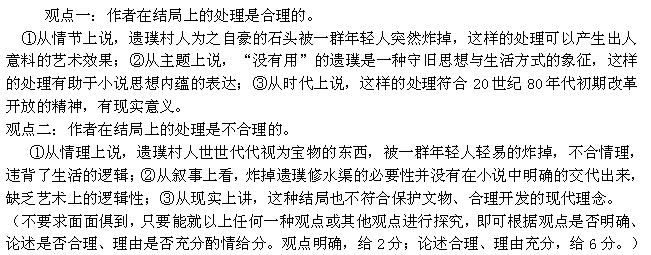 观点一：作者在结局上的处理是合理的。
①从情节上说，遗璞村人为之自豪的石头被一群年轻人突然炸掉，这样的处理可以产生出人
意料的艺术效果；②从主题上说，“没有用”的遗璞是一种守旧思想与生活方式的象征，这样
的处理有助于小说思想内蕴的表达；③从时代上说，这样的处理符合20世纪80年代初期改革
开放的精神，有现实意义。
观点二：作者在结局上的处理是不合理的。
①从情理上说，遗璞村人世世代代视为宝物的东西，被一群年轻人轻易的炸掉，不合情理，
违背了生活的逻辑；②从叙事上看，炸掉遗璞修水渠的必要性并没有在小说中明确的交代出来，
缺乏艺术上的逻辑性；③从现实上讲，这种结局也不符合保护文物、合理开发的现代理念。
（不要求面面俱到，只要能就以上任何一种观点或其他观点进行探究，即可根据观点是否明确、
论述是否合理、理由是否充分酌情给分。观点明确，给2分；论述合理、理由充分，给6分。）